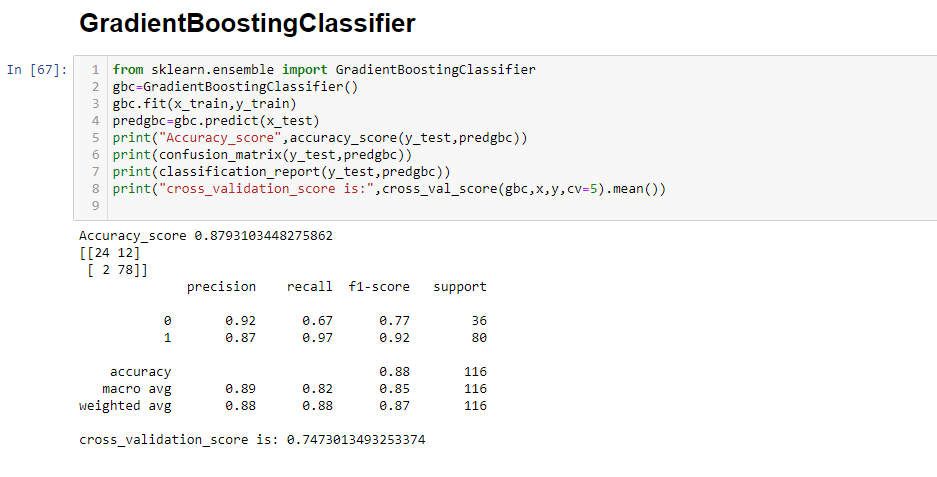 GradientBoostingClassifier
In [67]:
1 from sklearn.ensemble import GradientBoostingClassifier
2 gbc=GradientBoostingClassifier()
3 gbc.fit(x_train,y_train)
4 predgbc=gbc.predict(x_test)
5 print("Accuracy_score",accuracy_score(y_test,predgbc))
6 print(confusion_matrix(y_test,predgbc))
7 print(classification_report(y_test,predgbc))
8 print("cross_validation_score is:",cross_val_score(gbc,x,y,cv=5).mean())
9
Accuracy_score 0.8793103448275862
[[24 12]
 [ 2 78]]
              precision    recall  f1-score   support
           0       0.92      0.67      0.77        36
           1       0.87      0.97      0.92        80
    accuracy                           0.88       116
   macro avg       0.89      0.82      0.85       116
weighted avg       0.88      0.88      0.87       116
cross_validation_score is: 0.7473013493253374